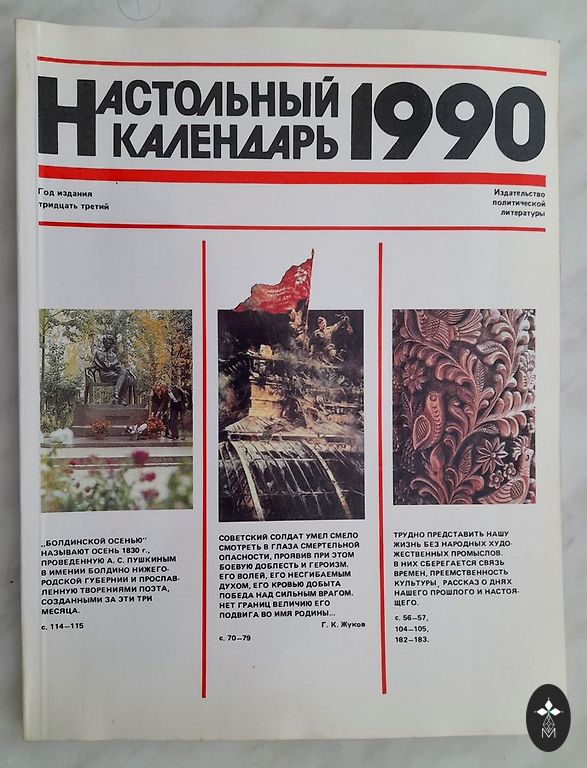 НАСТОЛЬНЫЙ
КАЛЕНДАРЬ 1990
Год издания
тридцать третий
Издательство
политической
литературы
„БОЛДИНСКОЙ ОСЕНЬЮ"
НАЗЫВАЮТ ОСЕНЬ 1830 г.,
ПРОВЕДЕННУЮ А. С. ПУШКИНЫМ
В ИМЕНИИ БОЛДИНО НИЖЕГО-
РОДСКОЙ ГУБЕРНИИ И ПРОСЛАВ-
ЛЕННУЮ ТВОРЕНИЯМИ ПОЭТА,
СОЗДАННЫМИ ЗА ЭТИ ТРИ
МЕСЯЦА.
с. 114—115
СОВЕТСКИЙ СОЛДАТ УМЕЛ СМЕЛО
СМОТРЕТЬ В ГЛАЗА СМЕРТЕЛЬНОЙ
ОПАСНОСТИ, ПРОЯВИВ ПРИ ЭТОМ
БОЕВУЮ ДОБЛЕСТЬ И ГЕРОИЗМ.
ЕГО ВОЛЕЙ, ЕГО НЕСГИБАЕМЫМ
ДУХОМ, ЕГО КРОВЬЮ ДОБЫТА
ПОБЕДА НАД СИЛЬНЫМ ВРАГОМ.
НЕТ ГРАНИЦ ВЕЛИЧИЮ ЕГО
ПОДВИГА ВО ИМЯ РОДИНЫ...
Г. К. Жуков
с. 70—79
ТРУДНО ПРЕДСТАВИТЬ НАШУ
ЖИЗНЬ БЕЗ НАРОДНЫХ ХУДО-
ЖЕСТВЕННЫХ ПРОМЫСЛОВ.
В НИХ СБЕРЕГАЕТСЯ СВЯЗЬ
ВРЕМЕН, ПРЕЕМСТВЕННОСТЬ
КУЛЬТУРЫ, РАССКАЗ О ДНЯХ
НАШЕГО ПРОШЛОГО И НАСТОЯ-
ЩЕГО.
с. 56—57,
104—105,
182—183.
М